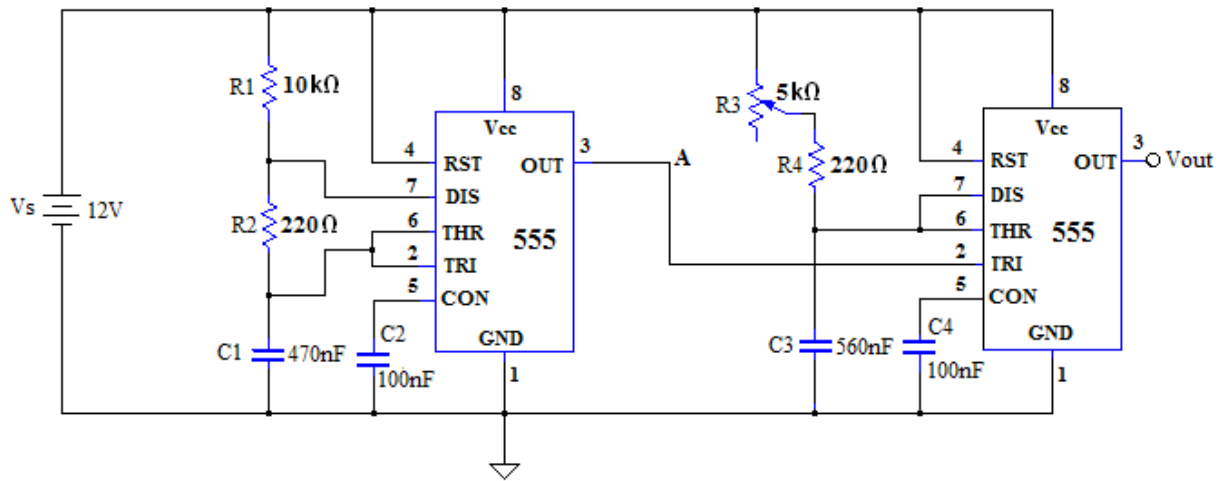 R1 10kΩ
R2 220Ω
Vs 12V
C1 470nF
C2
100nF
8
Vcc
4 RST OUT 3
7 DIS
6 THR 555
2 TRI
5 CON
GND
1
A
R3 5kΩ
R4 220Ω
C3 560nF
C4
100nF
8
Vcc
4 RST OUT 3 Vout
7 DIS
6 THR 555
2 TRI
5 CON
GND
1